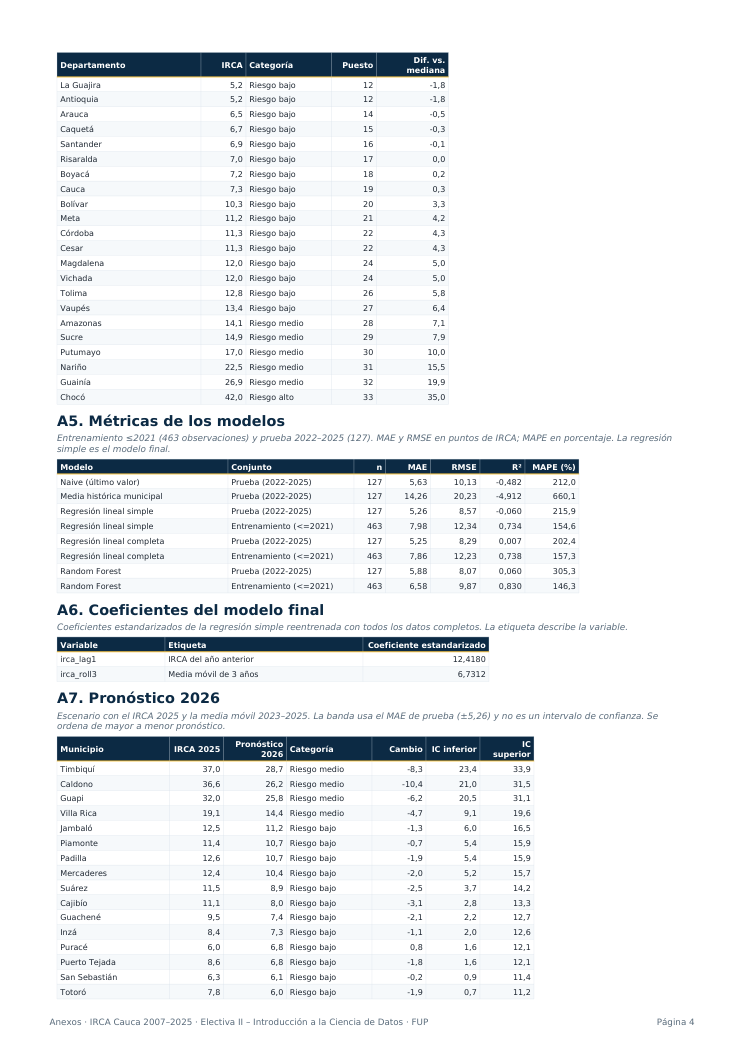 Departamento IRCA Categoría Puesto Dif. vs. mediana
La Guajira 5,2 Riesgo bajo 12 -1,8
Antioquia 5,2 Riesgo bajo 12 -1,8
Arauca 6,5 Riesgo bajo 14 -0,5
Caquetá 6,7 Riesgo bajo 15 -0,3
Santander 6,9 Riesgo bajo 16 -0,1
Risaralda 7,0 Riesgo bajo 17 0,0
Boyacá 7,2 Riesgo bajo 18 0,2
Cauca 7,3 Riesgo bajo 19 0,3
Bolívar 10,3 Riesgo bajo 20 3,3
Meta 11,2 Riesgo bajo 21 4,2
Córdoba 11,3 Riesgo bajo 22 4,3
Cesar 11,3 Riesgo bajo 22 4,3
Magdalena 12,0 Riesgo bajo 24 5,0
Vichada 12,0 Riesgo bajo 24 5,0
Tolima 12,8 Riesgo bajo 26 5,8
Vaupés 13,4 Riesgo bajo 27 6,4
Amazonas 14,1 Riesgo medio 28 7,1
Sucre 14,9 Riesgo medio 29 7,9
Putumayo 17,0 Riesgo medio 30 10,0
Nariño 22,5 Riesgo medio 31 15,5
Guainía 26,9 Riesgo medio 32 19,9
Chocó 42,0 Riesgo alto 33 35,0
A5. Métricas de los modelos
Entrenamiento ≤2021 (463 observaciones) y prueba 2022–2025 (127). MAE y RMSE en puntos de IRCA; MAPE en porcentaje. La regresión
simple es el modelo final.
Modelo Conjunto n MAE RMSE R² MAPE (%)
Naive (último valor) Prueba (2022-2025) 127 5,63 10,13 -0,482 212,0
Media histórica municipal Prueba (2022-2025) 127 14,26 20,23 -4,912 660,1
Regresión lineal simple Prueba (2022-2025) 127 5,26 8,57 -0,060 215,9
Regresión lineal simple Entrenamiento (<=2021) 463 7,98 12,34 0,734 154,6
Regresión lineal completa Prueba (2022-2025) 127 5,25 8,29 0,007 202,4
Regresión lineal completa Entrenamiento (<=2021) 463 7,86 12,23 0,738 157,3
Random Forest Prueba (2022-2025) 127 5,88 8,07 0,060 305,3
Random Forest Entrenamiento (<=2021) 463 6,58 9,87 0,830 146,3
A6. Coeficientes del modelo final
Coeficientes estandarizados de la regresión simple reentrenada con todos los datos completos. La etiqueta describe la variable.
Variable Etiqueta Coeficiente estandarizado
irca_lag1 IRCA del año anterior 12,4180
irca_roll3 Media móvil de 3 años 6,7312
A7. Pronóstico 2026
Escenario con el IRCA 2025 y la media móvil 2023–2025. La banda usa el MAE de prueba (±5,26) y no es un intervalo de confianza. Se
ordena de mayor a menor pronóstico.
Municipio IRCA 2025 Pronóstico 2026 Categoría Cambio IC inferior IC superior
Timbiquí 37,0 28,7 Riesgo medio -8,3 23,4 33,9
Caldono 36,6 26,2 Riesgo medio -10,4 21,0 31,5
Guapi 32,0 25,8 Riesgo medio -6,2 20,5 31,1
Villa Rica 19,1 14,4 Riesgo medio -4,7 9,1 19,6
Jambaló 12,5 11,2 Riesgo bajo -1,3 6,0 16,5
Piamonte 11,4 10,7 Riesgo bajo -0,7 5,4 15,9
Padilla 12,6 10,7 Riesgo bajo -1,9 5,4 15,9
Mercaderes 12,4 10,4 Riesgo bajo -2,0 5,2 15,7
Suárez 11,5 8,9 Riesgo bajo -2,5 3,7 14,2
Cajibío 11,1 8,0 Riesgo bajo -3,1 2,8 13,3
Guachené 9,5 7,4 Riesgo bajo -2,1 2,2 12,7
Inzá 8,4 7,3 Riesgo bajo -1,1 2,0 12,6
Puracé 6,0 6,8 Riesgo bajo 0,8 1,6 12,1
Puerto Tejada 8,6 6,8 Riesgo bajo -1,8 1,6 12,1
San Sebastián 6,3 6,1 Riesgo bajo -0,2 0,9 11,4
Totoró 7,8 6,0 Riesgo bajo -1,9 0,7 11,2
Anexos · IRCA Cauca 2007–2025 · Electiva II – Introducción a la Ciencia de Datos · FUP Página 4